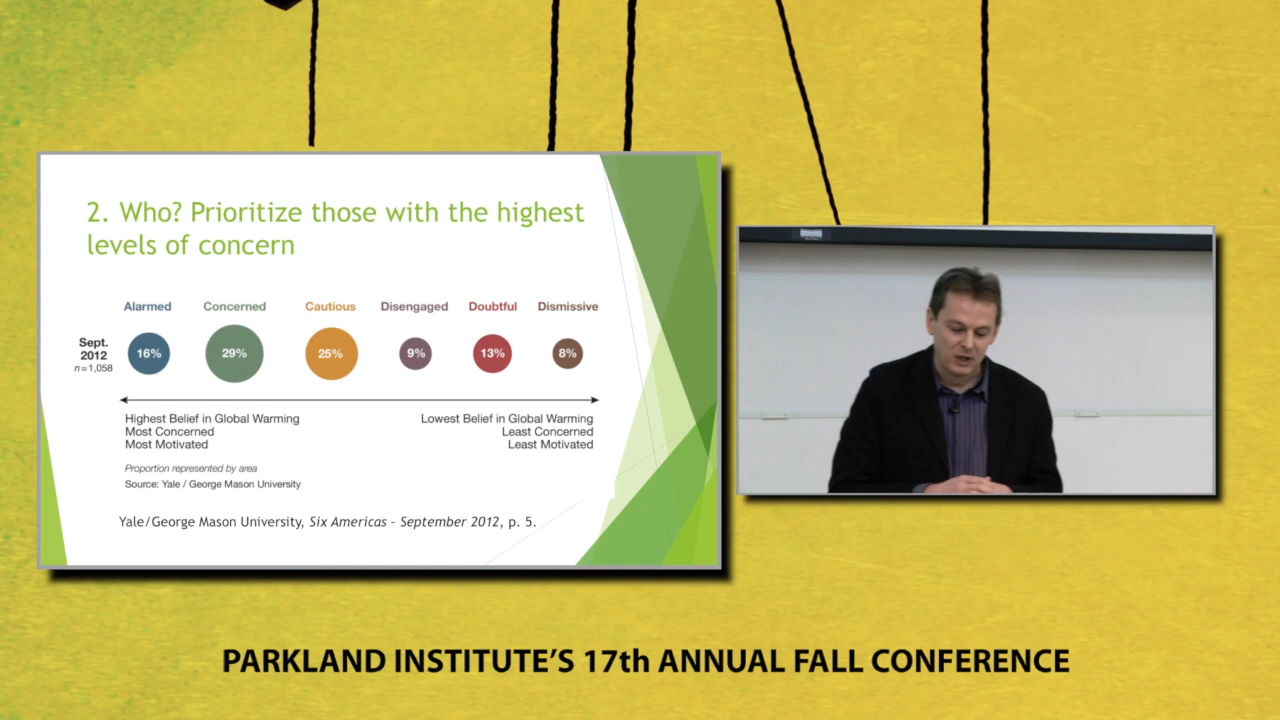 2. Who? Prioritize those with the highest
levels of concern
Alarmed Concerned Cautious Disengaged Doubtful Dismissive
Sept.
2012
n=1,058
16% 29% 25% 9% 13% 8%
Highest Belief in Global Warming
Most Concerned
Most Motivated
Lowest Belief in Global Warming
Least Concerned
Least Motivated
Proportion represented by area
Source: Yale / George Mason University
Yale/George Mason University, Six Americas – September 2012, p. 5.
PARKLAND INSTITUTE'S 17th ANNUAL FALL CONFERENCE